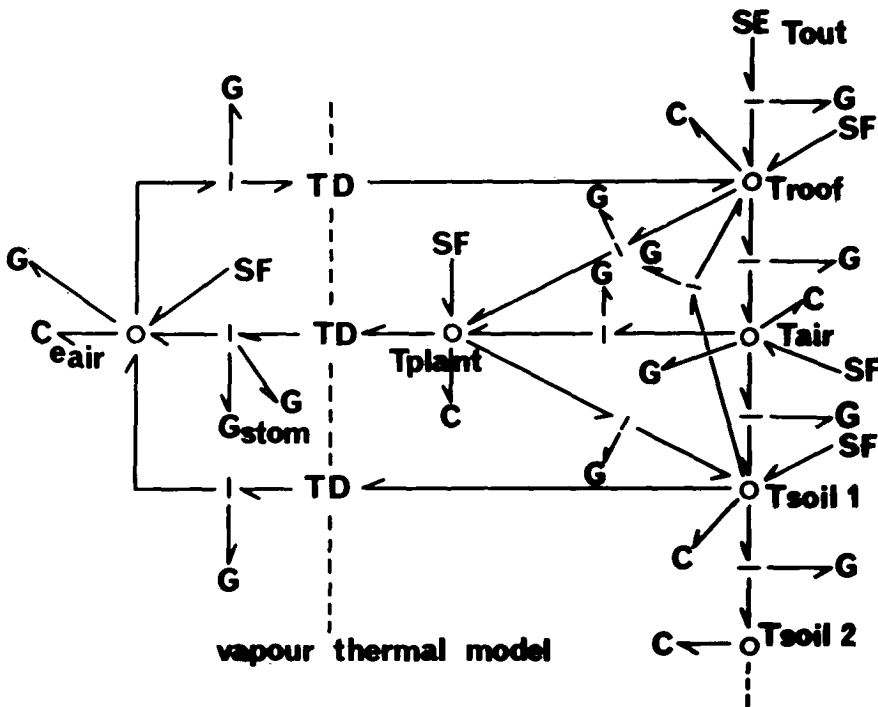 SE Tout
G
G
C
SF
TD
Troof
G
SF
G
G
G
G
SF
C
C
eair
TD
Tplant
Tair
G
SF
G
Gstom
C
G
SF
G
TD
Tsoil 1
C
G
G
C
Tsoil 2
vapour thermal model